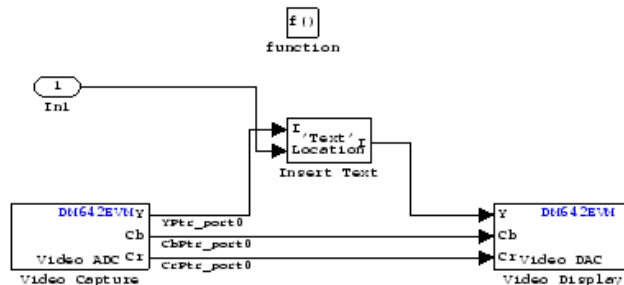 f()
function
1
In1
I
'Text'
I
Location
Insert Text
DM642EVM
Y
YPtr_port0
Y
DM642EVM
Cb
CbPtr_port0
Cb
Video ADC
Cr
CrPtr_port0
Cr
Video DAC
Video Capture
Video Display